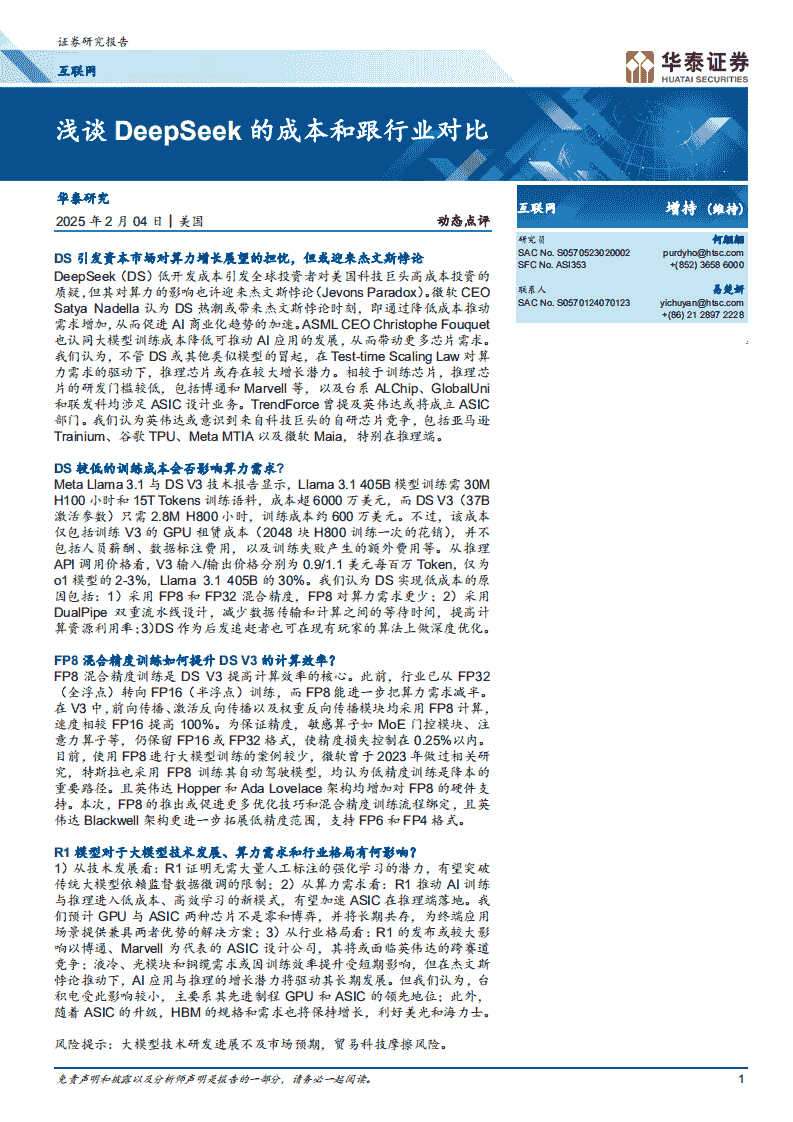 证券研究报告
互联网
华泰证券
HUATAI SECURITIES
浅谈 DeepSeek 的成本和跟行业对比
华泰研究
2025 年 2 月 04 日│美国
动态点评
互联网
增持 (维持)
研究员
何翩翩
SAC No. S0570523020002
purdyho@htsc.com
SFC No. ASI353
+(852) 3658 6000
联系人
易楚妍
SAC No. S0570124070123
yichuyan@htsc.com
+(86) 21 2897 2228
DS 引发资本市场对算力增长展望的担忧，但或迎来杰文斯悖论
DeepSeek（DS）低开发成本引发全球投资者对美国科技巨头高成本投资的
质疑，但其对算力的影响也许迎来杰文斯悖论（Jevons Paradox）。微软 CEO
Satya Nadella 认为 DS 热潮或带来杰文斯悖论时刻，即通过降低成本推动
需求增加，从而促进 AI 商业化趋势的加速。ASML CEO Christophe Fouquet
也认同大模型训练成本降低可推动 AI 应用的发展，从而带动更多芯片需求。
我们认为，不管 DS 或其他类似模型的冒起，在 Test-time Scaling Law 对算
力需求的驱动下，推理芯片或存在较大增长潜力。相较于训练芯片，推理芯
片的研发门槛较低，包括博通和 Marvell 等，以及台系 ALChip、GlobalUni
和联发科均涉足 ASIC 设计业务。TrendForce 曾提及英伟达或将成立 ASIC
部门。我们认为英伟达或意识到来自科技巨头的自研芯片竞争，包括亚马逊
Trainium、谷歌 TPU、Meta MTIA 以及微软 Maia，特别在推理端。
DS 较低的训练成本会否影响算力需求?
Meta Llama 3.1 与 DS V3 技术报告显示，Llama 3.1 405B 模型训练需 30M
H100 小时和 15T Tokens 训练语料，成本超 6000 万美元，而 DS V3（37B
激活参数）只需 2.8M H800 小时，训练成本约 600 万美元。不过，该成本
仅包括训练 V3 的 GPU 租赁成本（2048 块 H800 训练一次的花销），并不
包括人员薪酬、数据标注费用，以及训练失败产生的额外费用等。从推理
API 调用价格看，V3 输入/输出价格分别为 0.9/1.1 美元每百万 Token，仅为
o1 模型的 2-3%，Llama 3.1 405B 的 30%。我们认为 DS 实现低成本的原
因包括：1）采用 FP8 和 FP32 混合精度，FP8 对算力需求更少；2） 采用
DualPipe 双重流水线设计，减少数据传输和计算之间的等待时间，提高计
算资源利用率；3)DS 作为后发追赶者也可在现有玩家的算法上做深度优化。
FP8 混合精度训练如何提升 DS V3 的计算效率?
FP8 混合精度训练是 DS V3 提高计算效率的核心。此前，行业已从 FP32
（全浮点）转向 FP16（半浮点）训练，而 FP8 能进一步把算力需求减半。
在 V3 中，前向传播、激活反向传播以及权重反向传播模块均采用 FP8 计算，
速度相较 FP16 提高 100%。为保证精度，敏感算子如 MoE 门控模块、注
意力算子等，仍保留 FP16 或 FP32 格式，使精度损失控制在 0.25%以内。
目前，使用 FP8 进行大模型训练的案例较少，微软曾于 2023 年做过相关研
究，特斯拉也采用 FP8 训练其自动驾驶模型，均认为低精度训练是降本的
重要路径。且英伟达 Hopper 和 Ada Lovelace 架构均增加对 FP8 的硬件支
持。本次，FP8 的推出或促进更多优化技巧和混合精度训练流程绑定，且英
伟达 Blackwell 架构更进一步拓展低精度范围，支持 FP6 和 FP4 格式。
R1 模型对于大模型技术发展、算力需求和行业格局有何影响?
1）从技术发展看：R1 证明无需大量人工标注的强化学习的潜力，有望突破
传统大模型依赖监督数据微调的限制；2）从算力需求看：R1 推动 AI 训练
与推理进入低成本、高效学习的新模式，有望加速 ASIC 在推理端落地。我
们预计 GPU 与 ASIC 两种芯片不是零和博弈，并将长期共存，为终端应用
场景提供兼具两者优势的解决方案；3）从行业格局看：R1 的发布或较大影
响以博通、Marvell 为代表的 ASIC 设计公司，其将或面临英伟达的跨赛道
竞争；液冷、光模块和铜缆需求或因训练效率提升受短期影响，但在杰文斯
悖论推动下，AI 应用与推理的增长潜力将驱动其长期发展。但我们认为，台
积电受此影响较小，主要系其先进制程 GPU 和 ASIC 的领先地位；此外，
随着 ASIC 的升级，HBM 的规格和需求也将保持增长，利好美光和海力士。
风险提示：大模型技术研发进展不及市场预期，贸易科技摩擦风险。
免责声明和披露以及分析师声明是报告的一部分，请务必一起阅读。
1